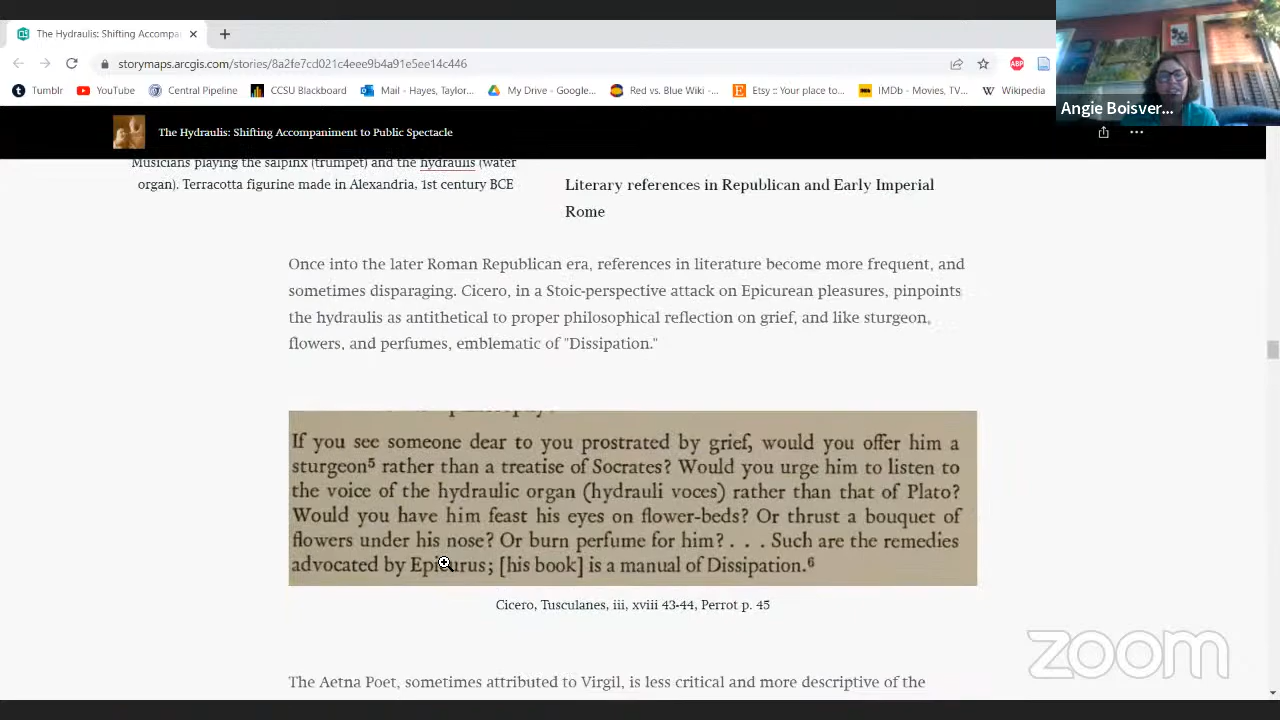 The Hydraulis: Shifting Accompa
storymaps.arcgis.com/stories/8a2fe7cd021c4eee9b4a91e5ee14c446
ABP
Tumblr YouTube Central Pipeline CCSU Blackboard Mail - Hayes, Taylor... My Drive - Google... Red vs. Blue Wiki -... Etsy :: Your place to... IMDb - Movies, TV... Wikipedia
Angie Boisver...
The Hydraulis: Shifting Accompaniment to Public Spectacle
Musicians playing the salpinx (trumpet) and the hydraulis (water
organ). Terracotta figurine made in Alexandria, 1st century BCE
Literary references in Republican and Early Imperial
Rome
Once into the later Roman Republican era, references in literature become more frequent, and
sometimes disparaging. Cicero, in a Stoic-perspective attack on Epicurean pleasures, pinpoints
the hydraulis as antithetical to proper philosophical reflection on grief, and like sturgeon,
flowers, and perfumes, emblematic of "Dissipation."
If you see someone dear to you prostrated by grief, would you offer him a
sturgeon⁵ rather than a treatise of Socrates? Would you urge him to listen to
the voice of the hydraulic organ (hydrauli voces) rather than that of Plato?
Would you have him feast his eyes on flower-beds? Or thrust a bouquet of
flowers under his nose? Or burn perfume for him? . . . Such are the remedies
advocated by Epicurus; [his book] is a manual of Dissipation.⁶
Cicero, Tusculanes, iii, xviii 43-44, Perrot p. 45
zoom
The Aetna Poet, sometimes attributed to Virgil, is less critical and more descriptive of the